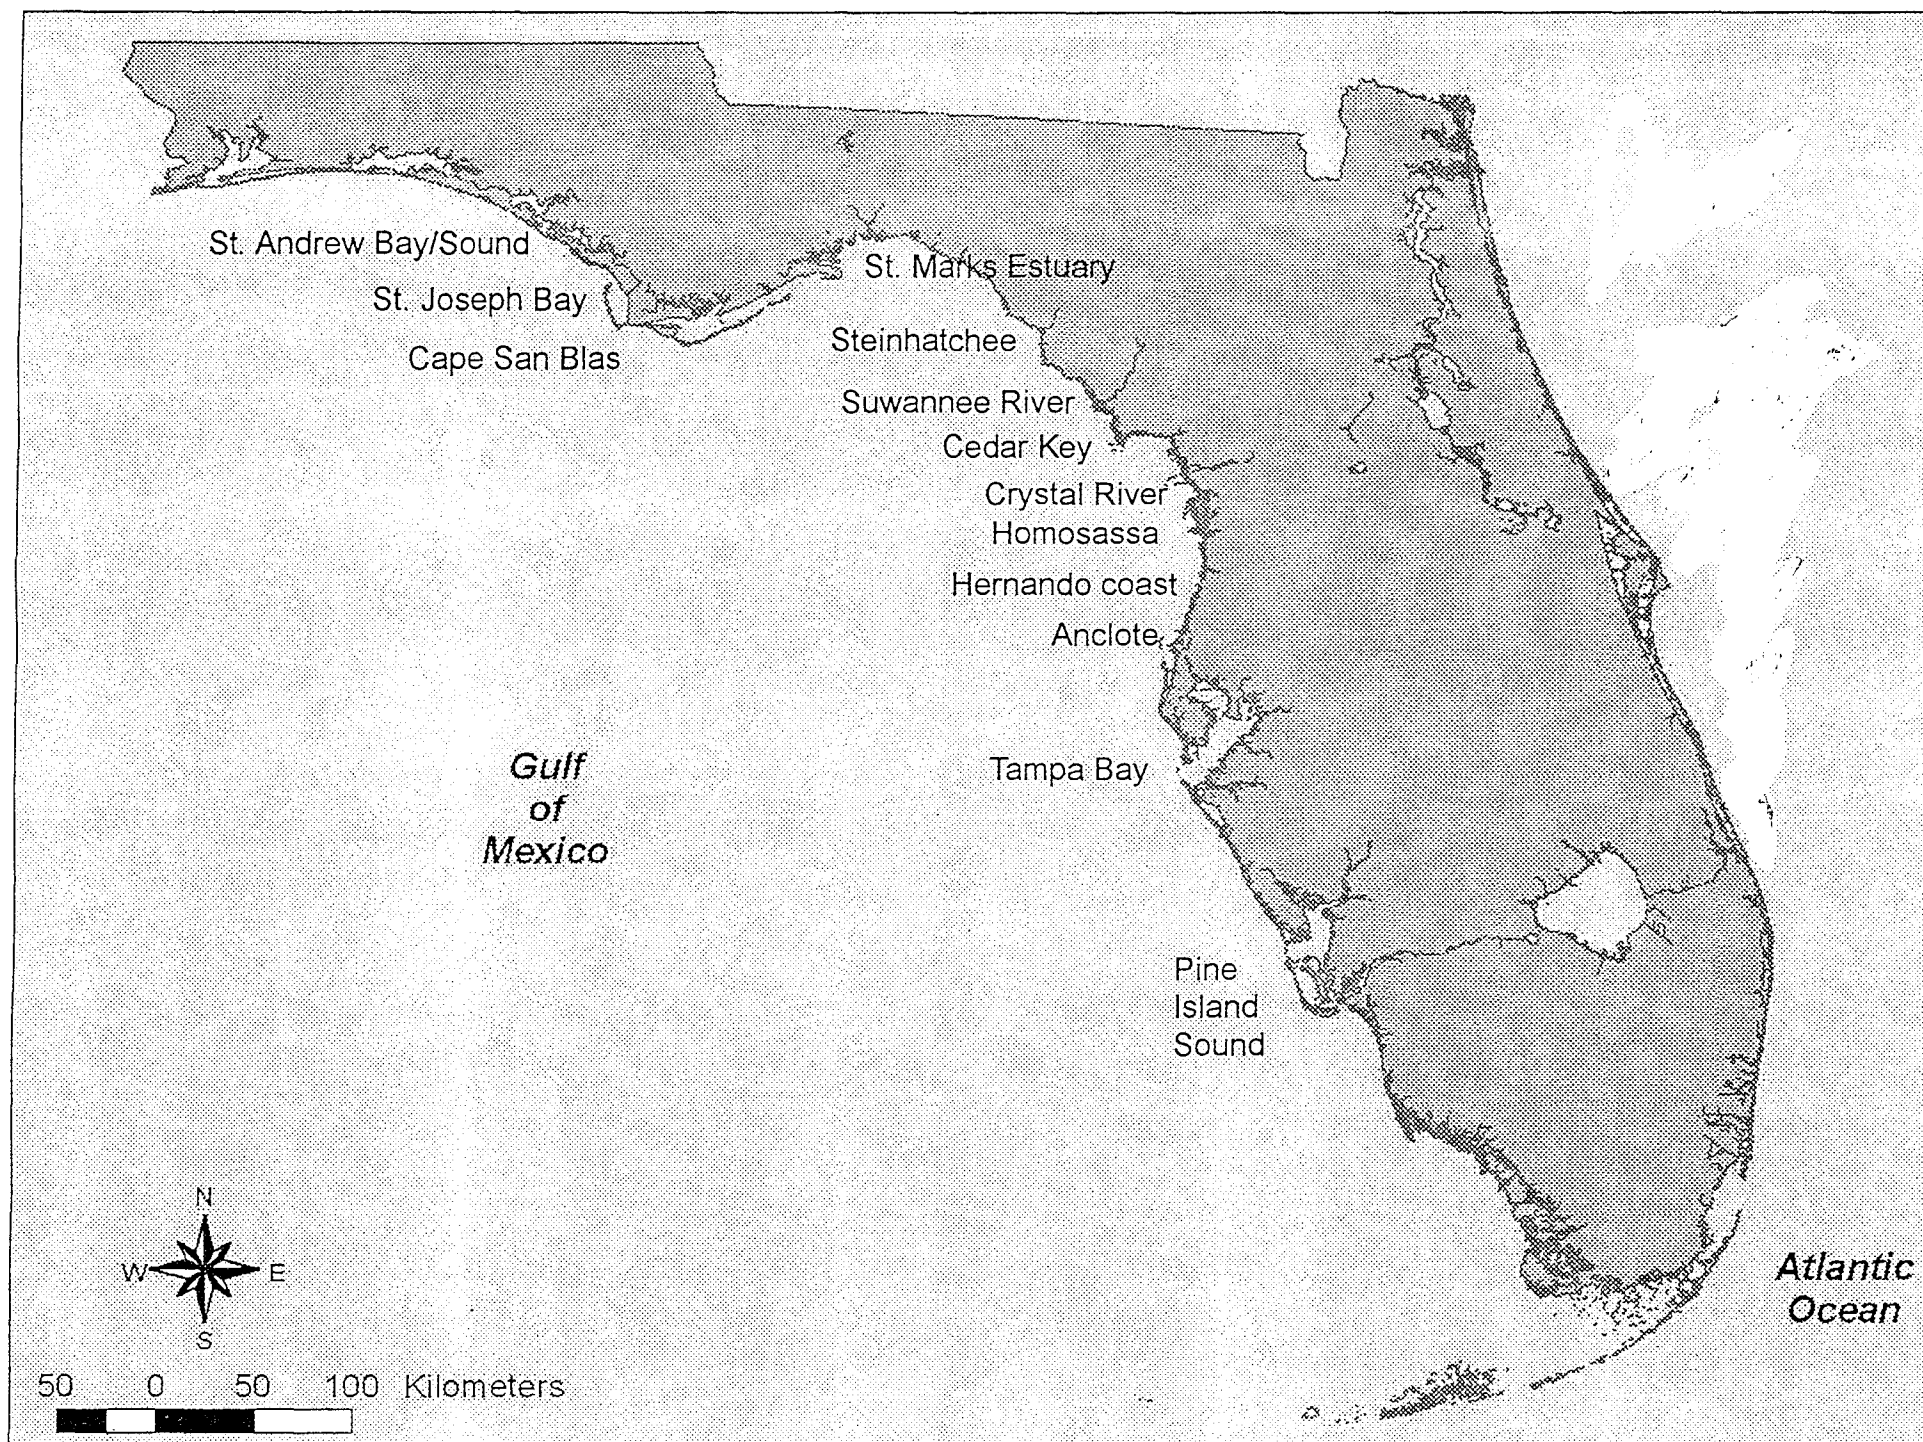 St. Andrew Bay/Sound
St. Marks Estuary
St. Joseph Bay
Steinhatchee
Cape San Blas
Suwannee River
Cedar Key
Crystal River
Homosassa
Hernando coast
Anclote
Gulf
of
Mexico
Tampa Bay
Pine
Island
Sound
N
W E
S
Atlantic
Ocean
50 0 50 100 Kilometers